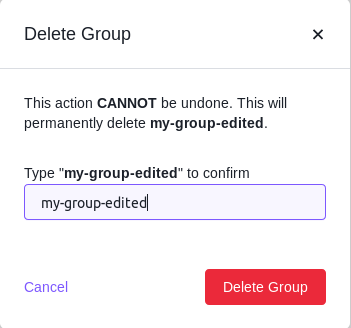 Delete Group
This action CANNOT be undone. This will
permanently delete my-group-edited.
Type "my-group-edited" to confirm
my-group-edited
Cancel
Delete Group